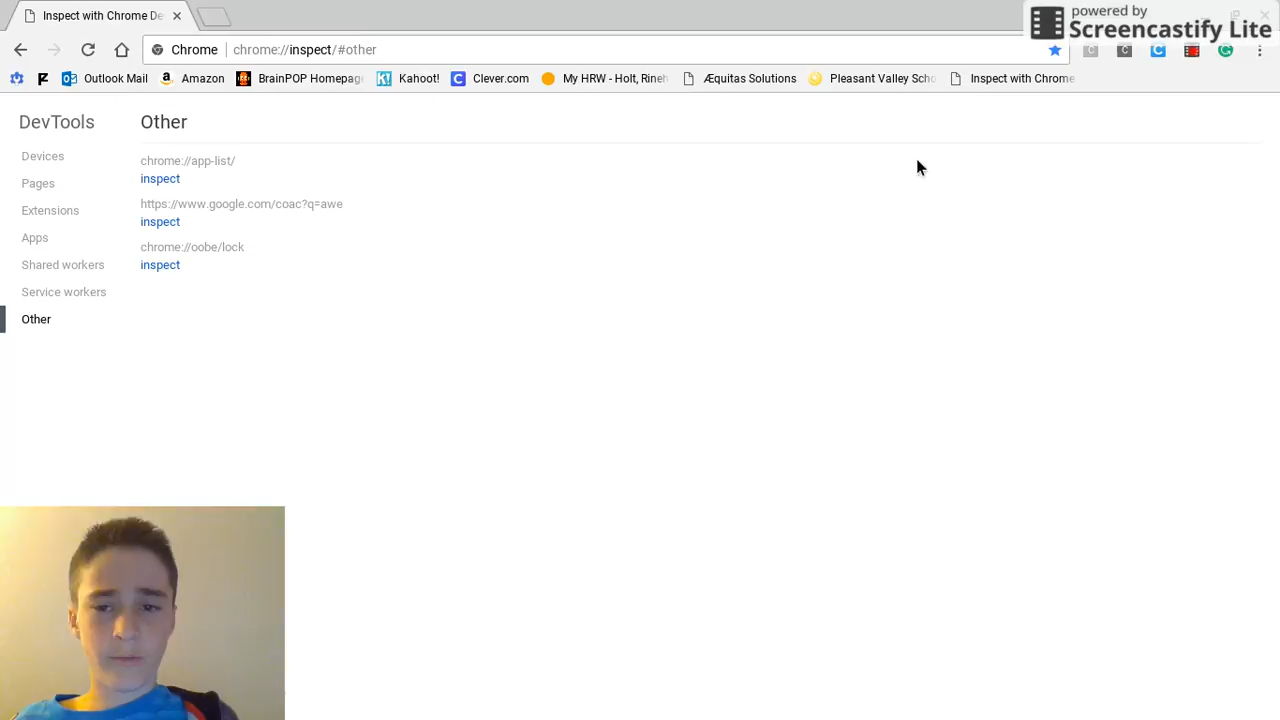 Inspect with Chrome De
powered by
Screencastify Lite
Chrome chrome://inspect/#other
Outlook Mail Amazon BrainPOP Homepag Kahoot! Clever.com My HRW - Holt, Rineh ÆEquitas Solutions Pleasant Valley Scho Inspect with Chrome
DevTools
Devices
Pages
Extensions
Apps
Shared workers
Service workers
Other
Other
chrome://app-list/
inspect
https://www.google.com/coac?q=awe
inspect
chrome://oobe/lock
inspect